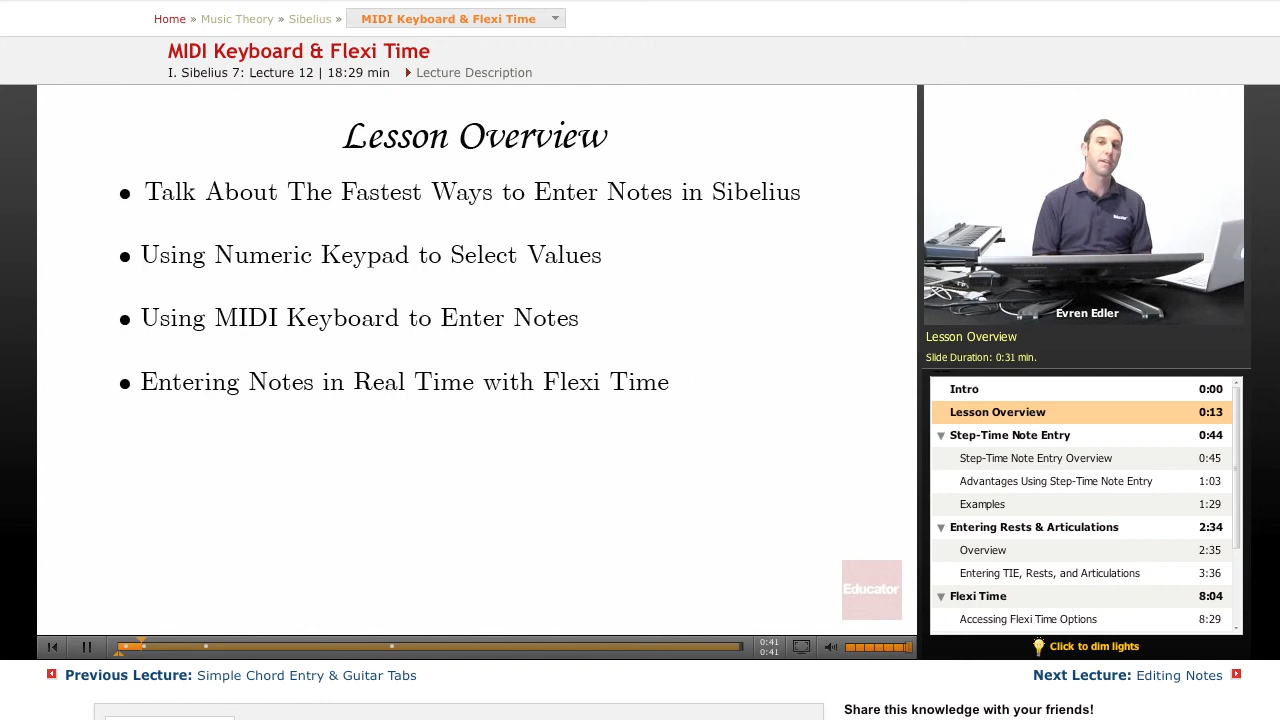 Home » Music Theory » Sibelius » MIDI Keyboard & Flexi Time
MIDI Keyboard & Flexi Time
I. Sibelius 7: Lecture 12 | 18:29 min Lecture Description
Lesson Overview
• Talk About The Fastest Ways to Enter Notes in Sibelius
• Using Numeric Keypad to Select Values
• Using MIDI Keyboard to Enter Notes
• Entering Notes in Real Time with Flexi Time
Educator
0:41
0:41
Evren Edler
Lesson Overview
Slide Duration: 0:31 min.
Intro 0:00
Lesson Overview 0:13
Step-Time Note Entry 0:44
Step-Time Note Entry Overview 0:45
Advantages Using Step-Time Note Entry 1:03
Examples 1:29
Entering Rests & Articulations 2:34
Overview 2:35
Entering TIE, Rests, and Articulations 3:36
Flexi Time 8:04
Accessing Flexi Time Options 8:29
Click to dim lights
Previous Lecture: Simple Chord Entry & Guitar Tabs
Next Lecture: Editing Notes
Share this knowledge with your friends!